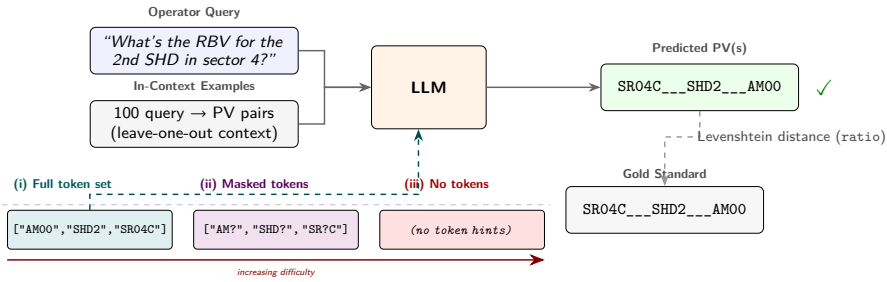 Operator Query
“What’s the RBV for the
2nd SHD in sector 4?”
In-Context Examples
100 query → PV pairs
(leave-one-out context)
LLM
Predicted PV(s)
SR04C___SHD2___AM00
✓
Levenshtein distance (ratio)
Gold Standard
SR04C___SHD2___AM00
(i) Full token set
(ii) Masked tokens
(iii) No tokens
["AM00","SHD2","SR04C"]
["AM?","SHD?","SR?C"]
(no token hints)
increasing difficulty